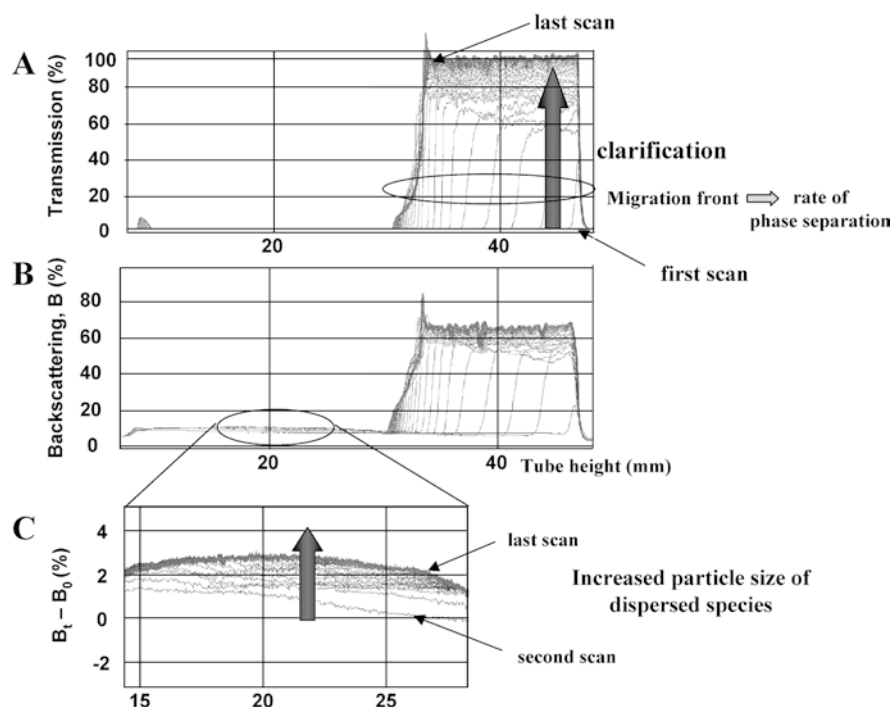 last scan
A
Transmission (%)
100
80
60
40
20
0
20
40
clarification
Migration front
rate of
phase separation
first scan
B
Backscattering, B (%)
80
60
40
20
0
20
40
Tube height (mm)
C
Bt – B0 (%)
4
2
0
-2
15
20
25
last scan
Increased particle size of
dispersed species
second scan